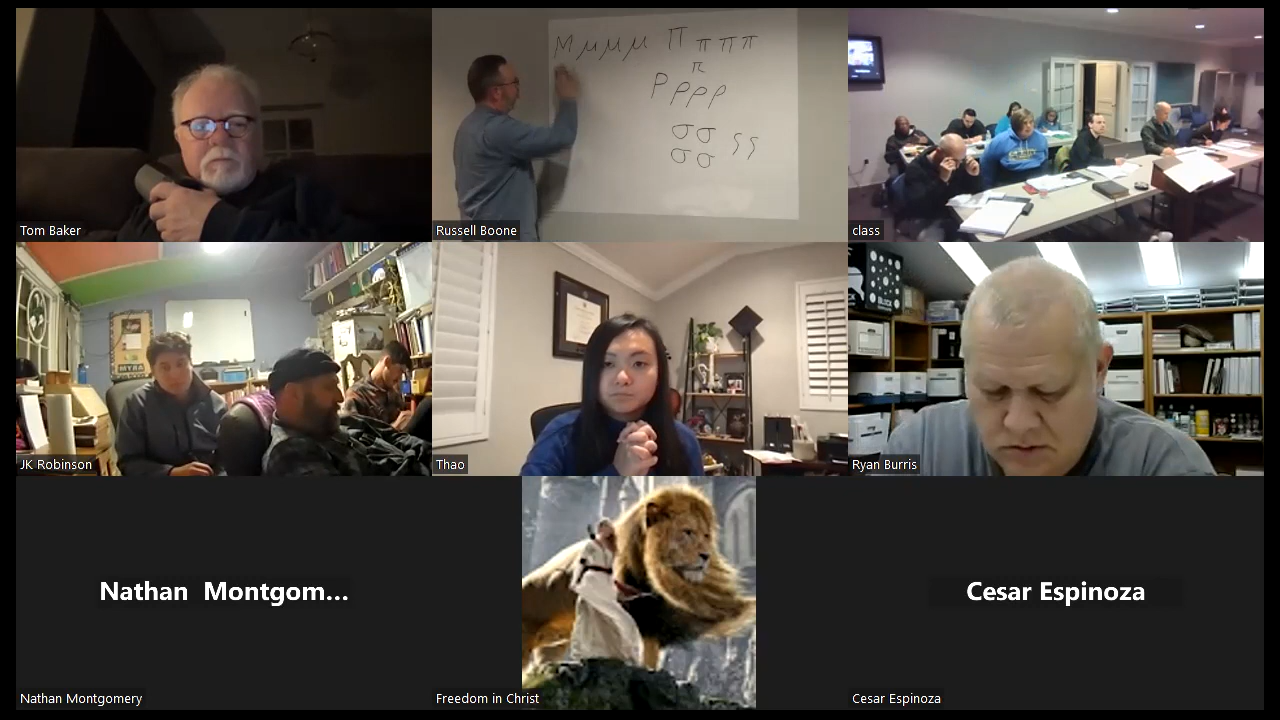 Μ μ μ μ Π π π π
π
Ρ ρ ρ ρ
σ σ
σ σ ς ς
Tom Baker
Russell Boone
class
JK Robinson
Thao
Ryan Burris
Nathan Montgom...
Cesar Espinoza
Nathan Montgomery
Freedom in Christ
Cesar Espinoza